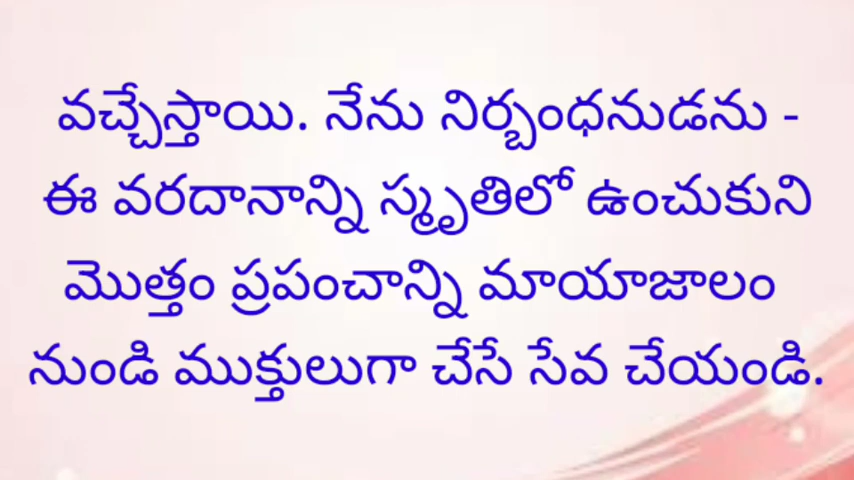 వచ్చేస్తాయి. నేను నిర్బంధనుడను -
ఈ వరదానాన్ని స్మృతిలో ఉంచుకుని
మొత్తం ప్రపంచాన్ని మాయాజాలం
నుండి ముక్తులుగా చేసే సేవ చేయండి.